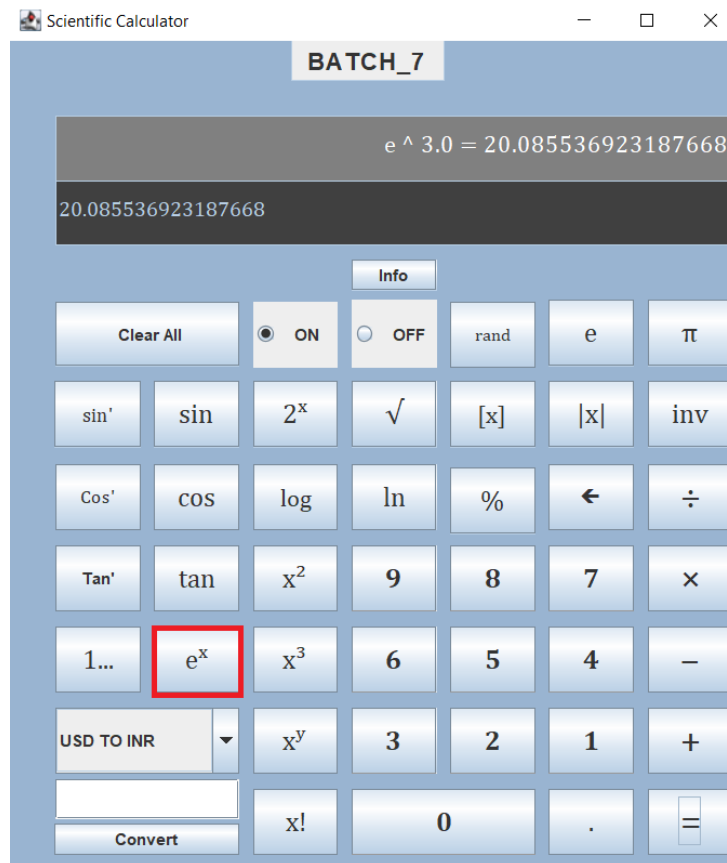 Scientific Calculator
BATCH_7
e ^ 3.0 = 20.085536923187668
20.085536923187668
Info
Clear All ON OFF rand e π
sin' sin 2ˣ √ [x] |x| inv
Cos' cos log ln % ← ÷
Tan' tan x² 9 8 7 ×
1... eˣ x³ 6 5 4 −
USD TO INR xʸ 3 2 1 +
x! 0 . =
Convert